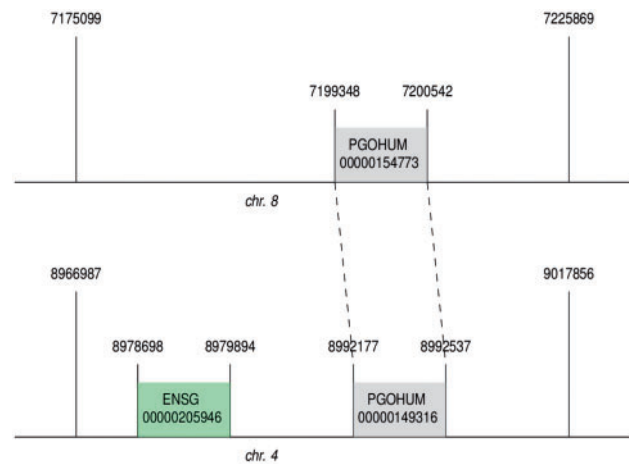 7175099 7225869
7199348 7200542
PGOHUM
00000154773
chr. 8
8966987 9017856
8978698 8979894 8992177 8992537
ENSG PGOHUM
00000205946 00000149316
chr. 4